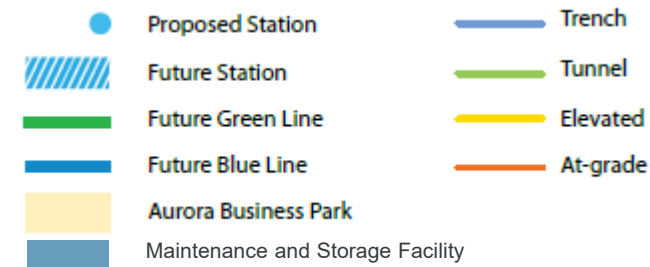 Proposed Station
Future Station
Future Green Line
Future Blue Line
Aurora Business Park
Maintenance and Storage Facility
Trench
Tunnel
Elevated
At-grade